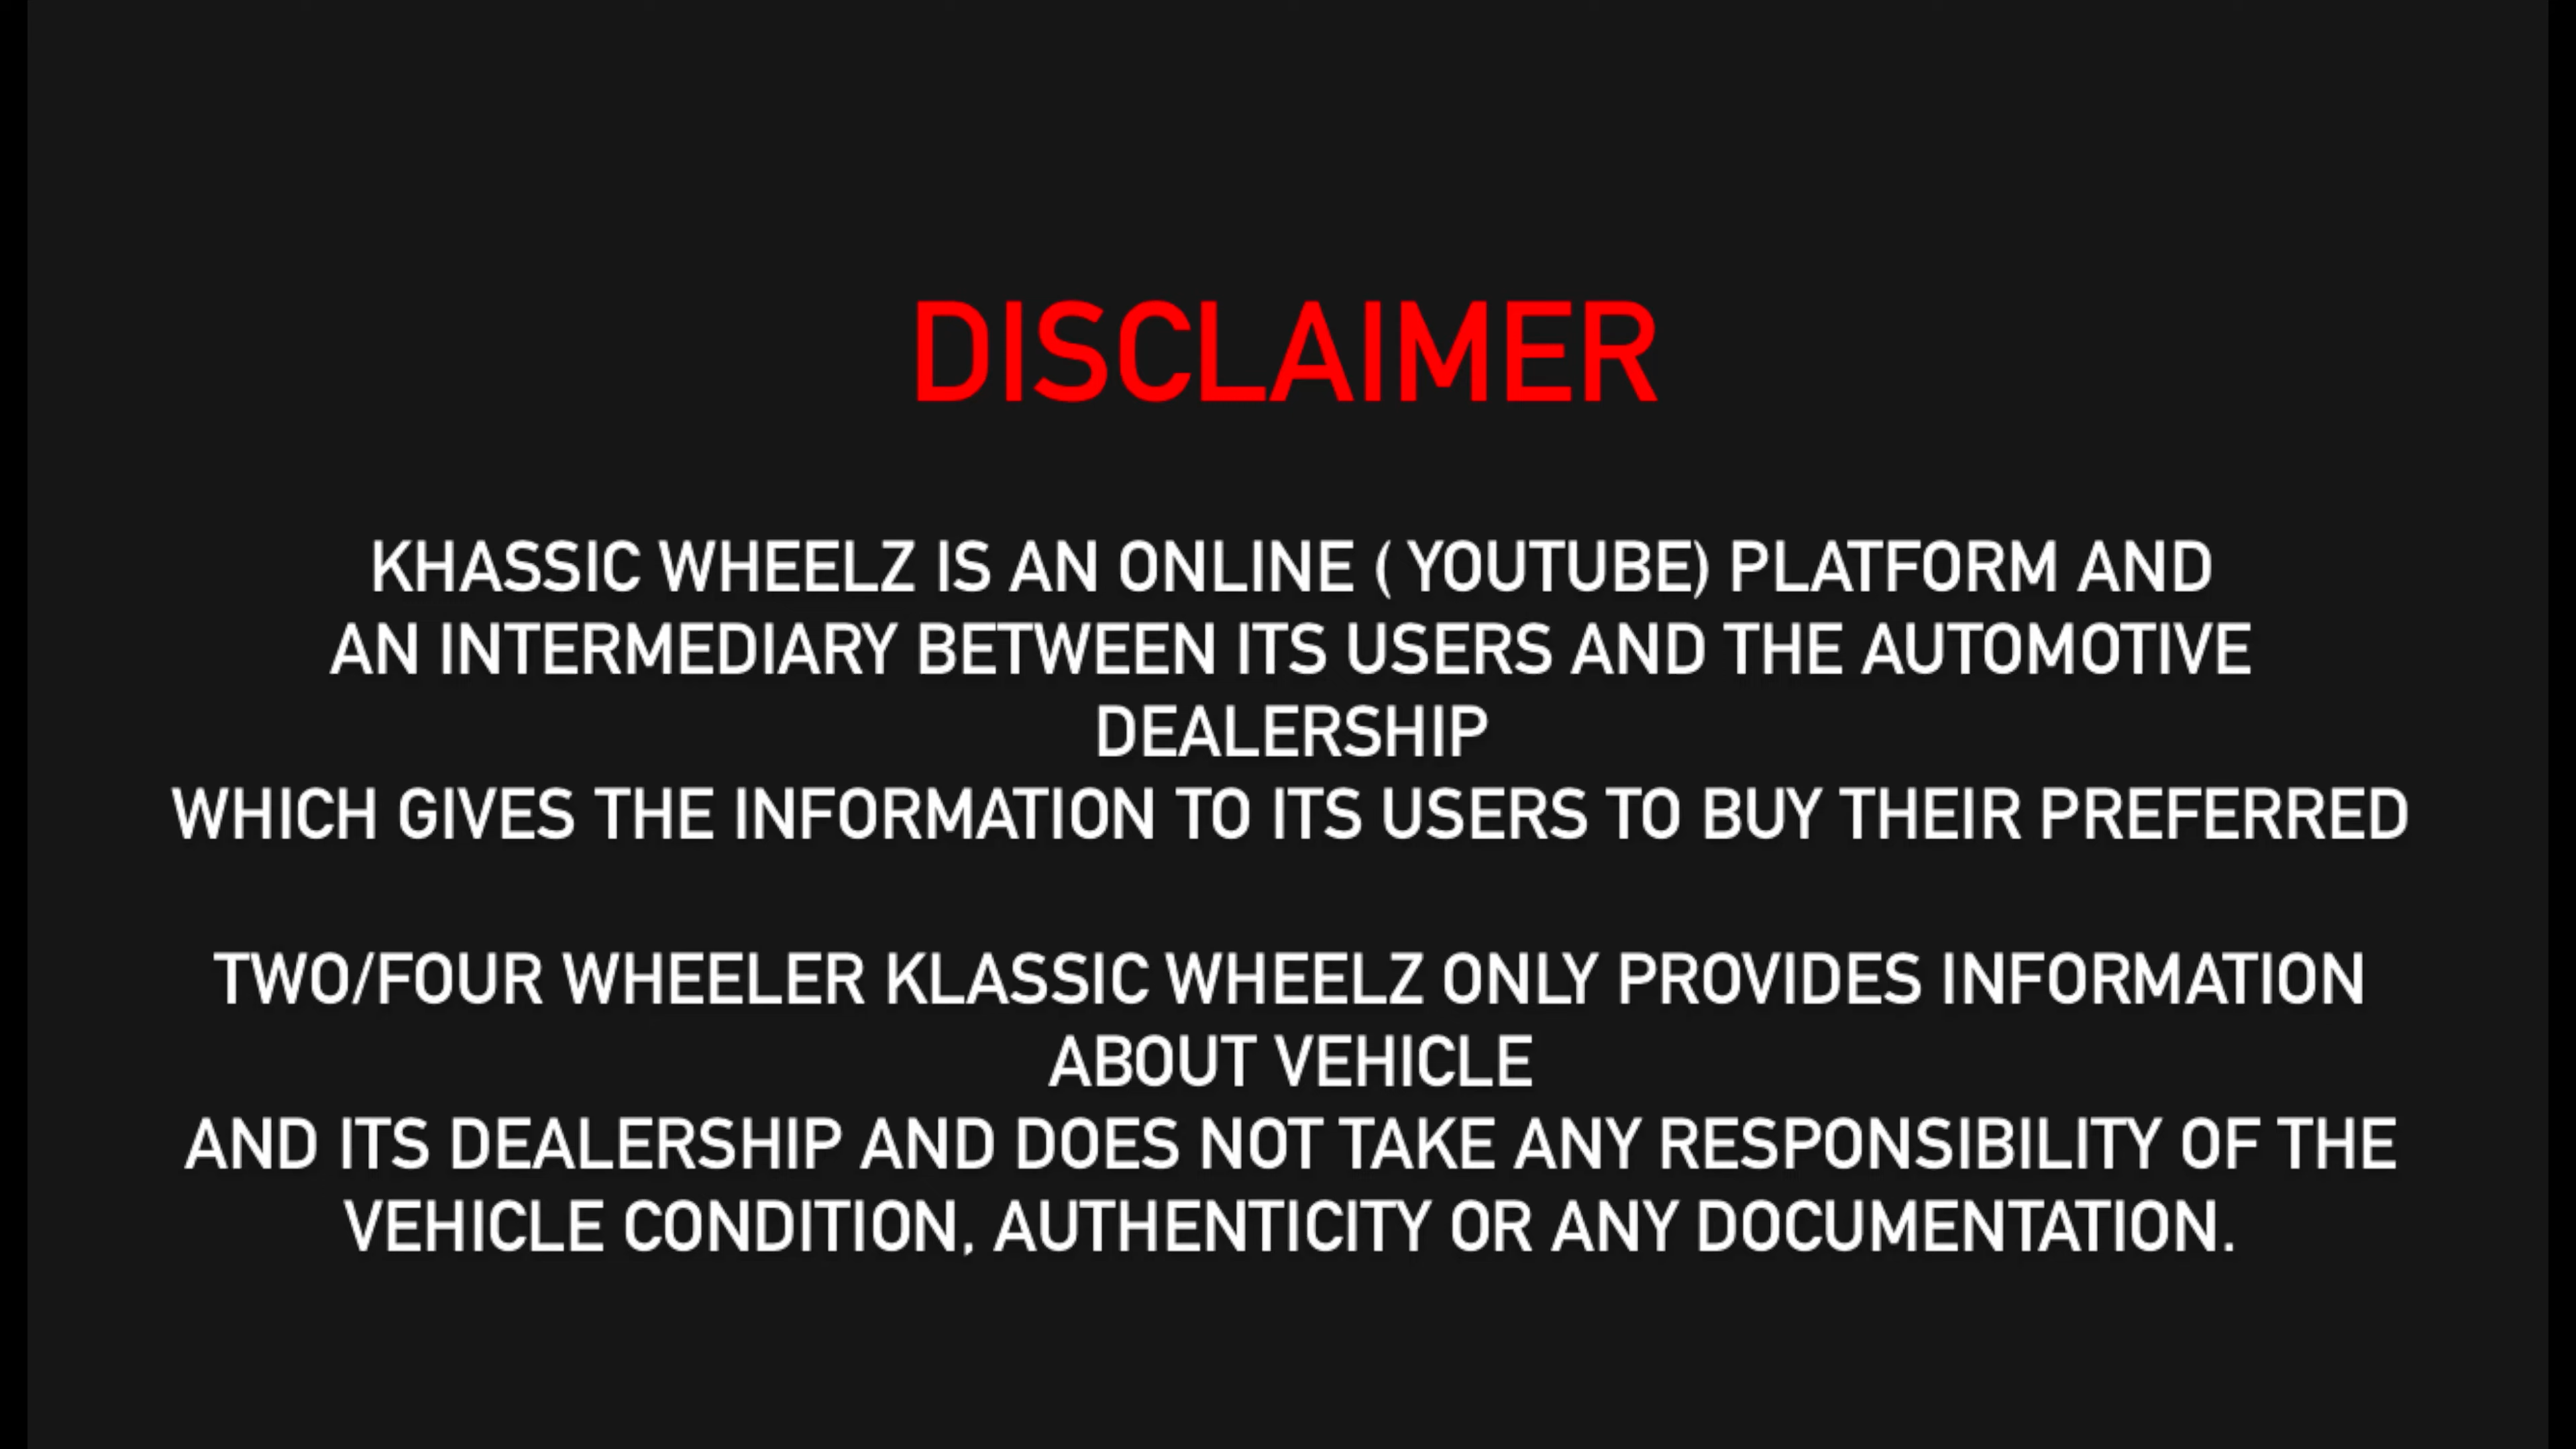 DISCLAIMER
KHASSIC WHEELZ IS AN ONLINE ( YOUTUBE) PLATFORM AND
AN INTERMEDIARY BETWEEN ITS USERS AND THE AUTOMOTIVE
DEALERSHIP
WHICH GIVES THE INFORMATION TO ITS USERS TO BUY THEIR PREFERRED
TWO/FOUR WHEELER KLASSIC WHEELZ ONLY PROVIDES INFORMATION
ABOUT VEHICLE
AND ITS DEALERSHIP AND DOES NOT TAKE ANY RESPONSIBILITY OF THE
VEHICLE CONDITION, AUTHENTICITY OR ANY DOCUMENTATION.